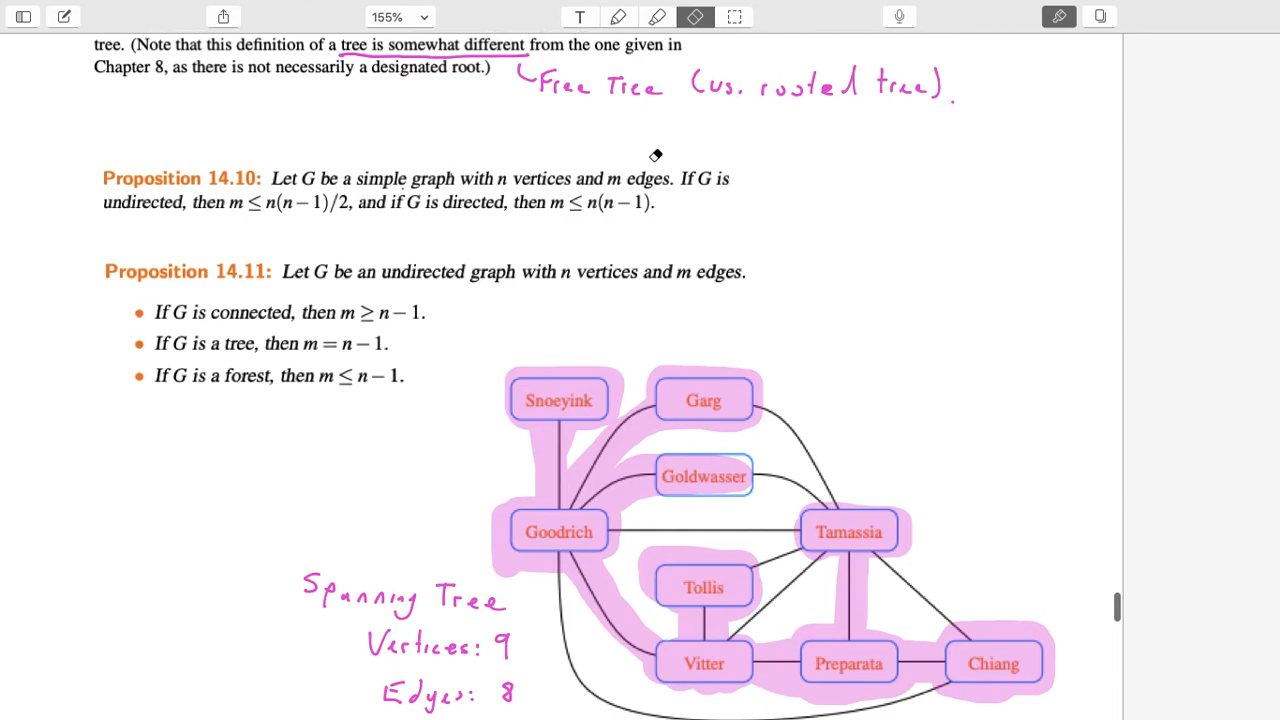 155%
T
tree. (Note that this definition of a tree is somewhat different from the one given in
Chapter 8, as there is not necessarily a designated root.)
Free Tree (vs. rooted tree).
Proposition 14.10: Let G be a simple graph with n vertices and m edges. If G is
undirected, then m ≤ n(n−1)/2, and if G is directed, then m ≤ n(n−1).
Proposition 14.11: Let G be an undirected graph with n vertices and m edges.
• If G is connected, then m ≥ n−1.
• If G is a tree, then m = n−1.
• If G is a forest, then m ≤ n−1.
Snoeyink
Garg
Goldwasser
Goodrich
Tamassia
Tollis
Vitter
Preparata
Chiang
Spanning Tree
Vertices: 9
Edges: 8